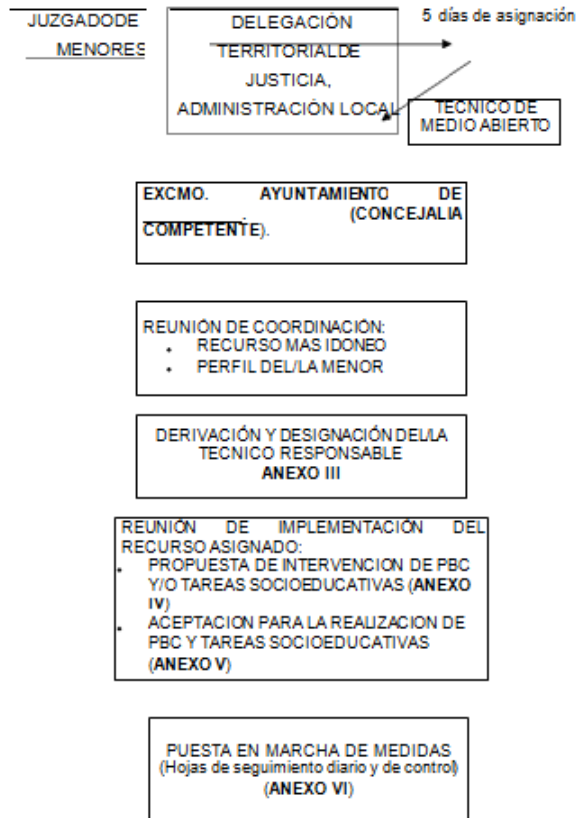 JUZGADODE
MENORES
DELEGACIÓN
TERRITORIALDE
JUSTICIA,
ADMINISTRACIÓN LOCAL
5 días de asignación
TECNICO DE
MEDIO ABIERTO
EXCMO. AYUNTAMIENTO DE
____________. (CONCEJALIA
COMPETENTE).
REUNIÓN DE COORDINACIÓN:
• RECURSO MAS IDONEO
• PERFIL DEL/LA MENOR
DERIVACIÓN Y DESIGNACIÓN DEL/LA
TECNICO RESPONSABLE
ANEXO III
REUNIÓN DE IMPLEMENTACIÓN DEL
RECURSO ASIGNADO:
• PROPUESTA DE INTERVENCION DE PBC
Y/O TAREAS SOCIOEDUCATIVAS (ANEXO
IV)
• ACEPTACION PARA LA REALIZACION DE
PBC Y TAREAS SOCIOEDUCATIVAS
(ANEXO V)
PUESTA EN MARCHA DE MEDIDAS
(Hojas de seguimiento diario y de control)
(ANEXO VI)